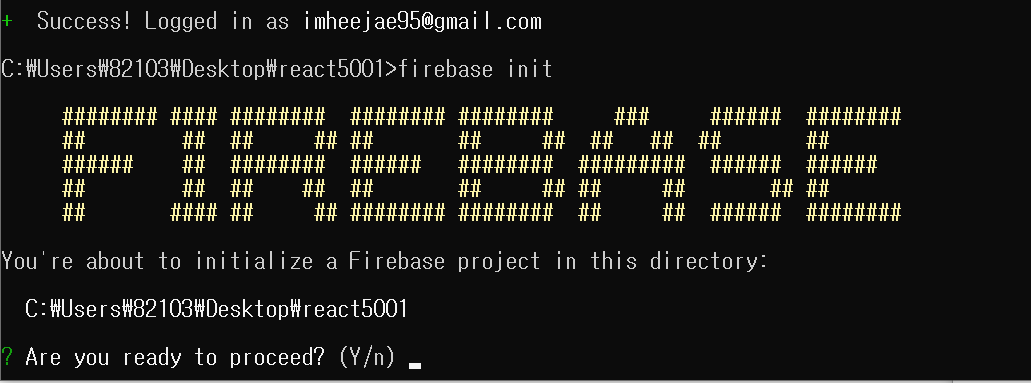 +  Success! Logged in as imheejae95@gmail.com
C:₩Users₩82103₩Desktop₩react5001>firebase init
######## #### ########  ######## ########     ###     ######  ########
##        ##  ##     ## ##       ##     ##  ##   ##  ##       ##
######    ##  ########  ######   ########  #########  ######  ######
##        ##  ##    ##  ##       ##     ## ##     ##       ## ##
##       #### ##     ## ######## ########  ##     ##  ######  ########
You're about to initialize a Firebase project in this directory:
C:₩Users₩82103₩Desktop₩react5001
? Are you ready to proceed? (Y/n)